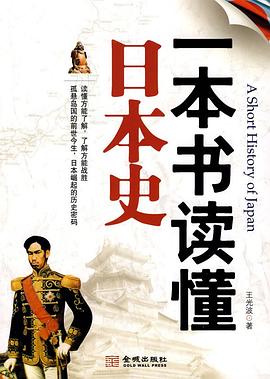 一本书读懂
日本史
A Short History of Japan
读懂方能了解，了解方能战胜
孤悬岛国的前世今生，日本崛起的历史密码
王光波◎著
金城出版社
GOLD WALL PRESS